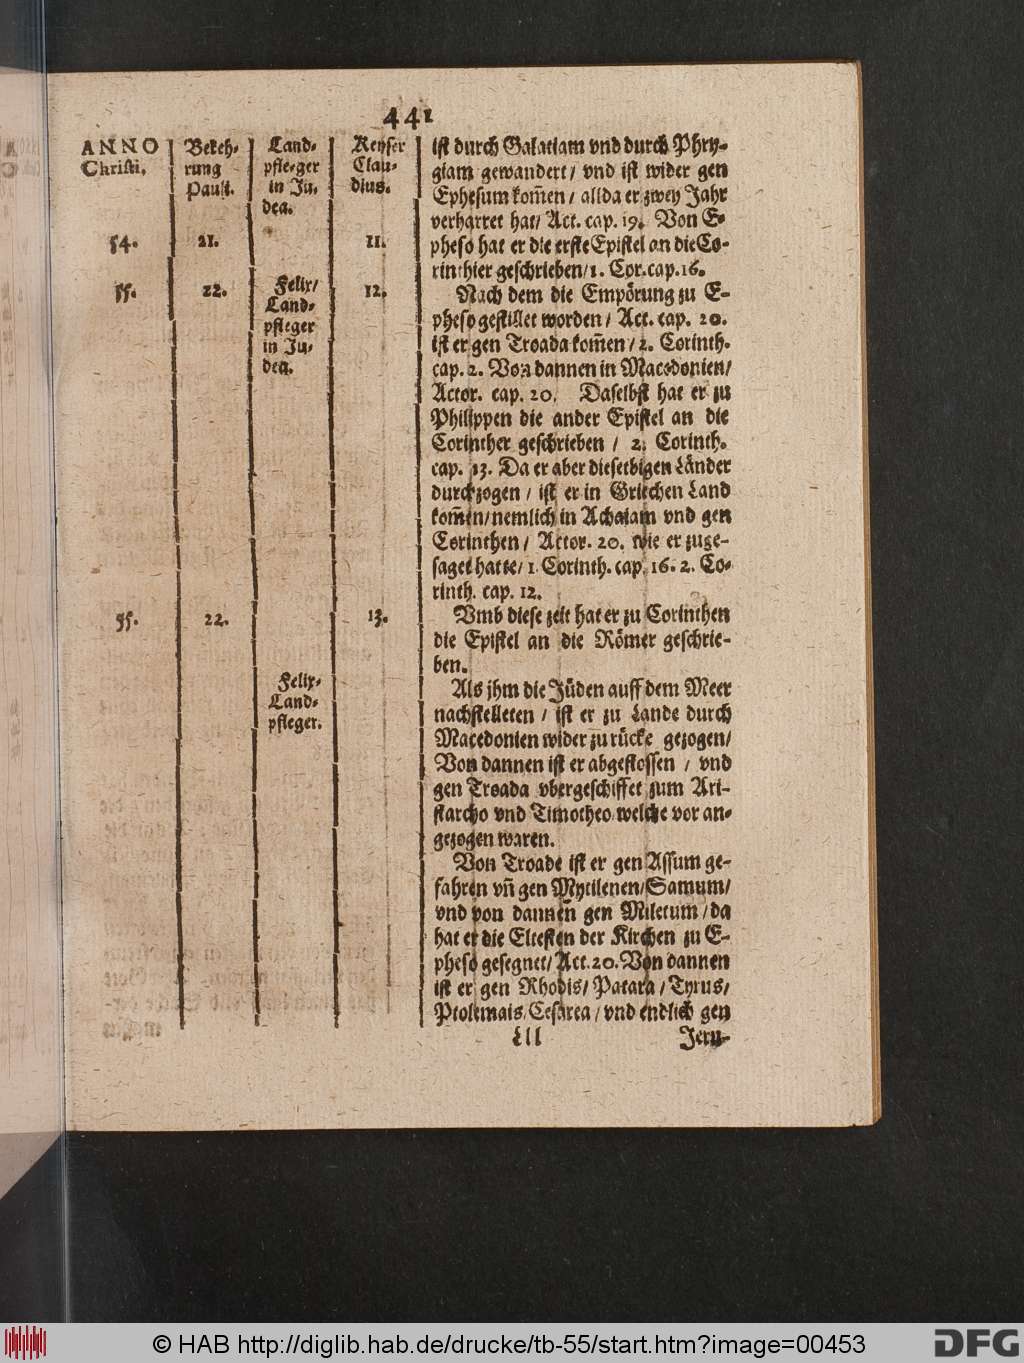 441
ANNO
Christi.
Bekeh-
rung
Pauli.
Land-
pfleger
in Ju-
dea.
Keyser
Clau-
dius.
54.
21.
11.
55.
22.
Felix/
Land-
pfleger
in Ju-
dea.
12.
55.
22.
13.
Felix-
Land-
pfleger.
ist durch Galatiam vnd durch Phry-
giam gewandert / vnd ist wider gen
Ephesum kom̃en / allda er zwey Jahr
verharret hat/ Act. cap. 19. Von E-
pheso hat er die erste Epistel an die Co-
rinthier geschrieben/1. Cor.cap.16.
Nach dem die Empörung zu E-
pheso gestillet worden / Act. cap. 20.
ist er gen Troada kom̃en / 2. Corinth.
cap. 2. Von dannen in Macedonien/
Actor. cap. 20. Daselbst hat er zu
Philippen die ander Epistel an die
Corinther geschrieben / 2. Corinth.
cap. 13. Da er aber dieselbigen Länder
durchzogen / ist er in Griechen Land
kom̃en/nemlich in Achaiam vnd gen
Corinthen / Actor. 20. wie er zuge-
saget hatte/ 1. Corinth. cap. 16. 2. Co-
rinth. cap. 12.
Vmb diese zeit hat er zu Corinthen
die Epistel an die Römer geschrie-
ben.
Als jhm die Jüden auff dem Meer
nachstelleten / ist er zu Lande durch
Macedonien wider zu rücke gezogen/
Von dannen ist er abgestossen / vnd
gen Troada vbergeschiffet zum Ari-
starcho vnd Timotheo welche vor an-
gezogen waren.
Von Troade ist er gen Assum ge-
fahren vn̄ gen Mytilenen/Samum/
vnd von dannen gen Miletum / da
hat er die Eltesten der Kirchen zu E-
pheso gesegnet/ Act.20. Von dannen
ist er gen Rhodis/ Patara / Tyrus/
Ptolemais/Cesarea / vnd endlich gen
Lll
Jeru-
© HAB http://diglib.hab.de/drucke/tb-55/start.htm?image=00453
DFG